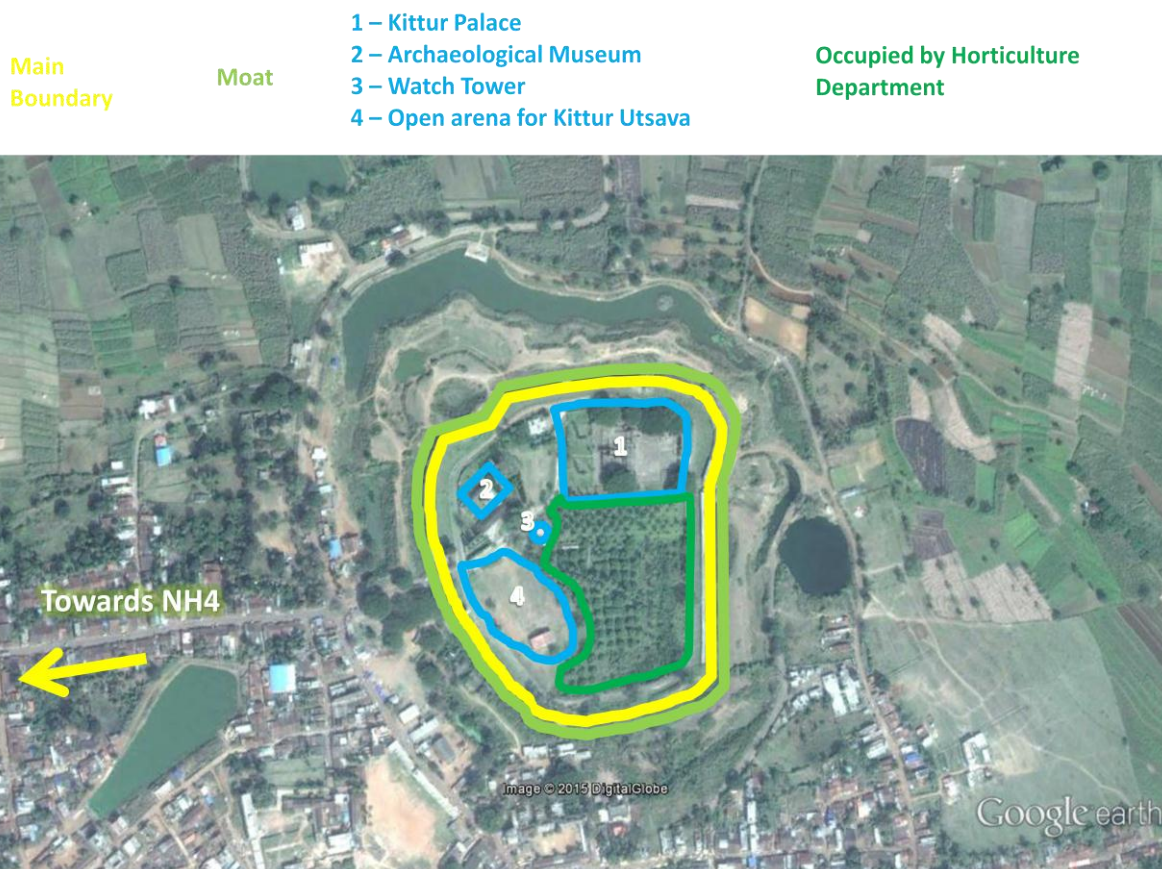 1 – Kittur Palace
2 – Archaeological Museum
3 – Watch Tower
4 – Open arena for Kittur Utsava
Main
Boundary
Moat
Occupied by Horticulture
Department
1
2
3
4
Towards NH4
Image © 2015 DigitalGlobe
Google earth